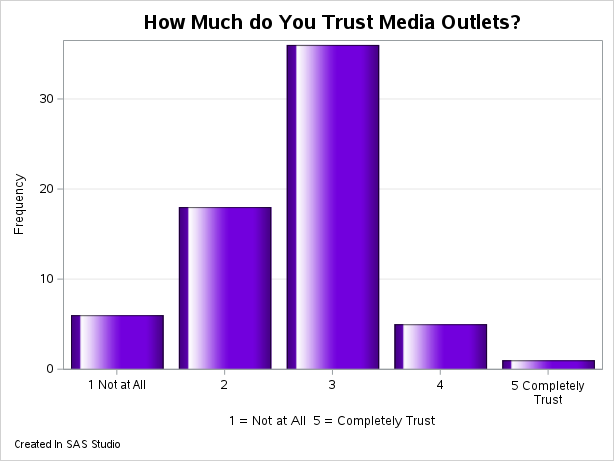 How Much do You Trust Media Outlets?
30
20
10
0
Frequency
1 Not at All
2
3
4
5 Completely
Trust
1 = Not at All  5 = Completely Trust
Created In SAS Studio